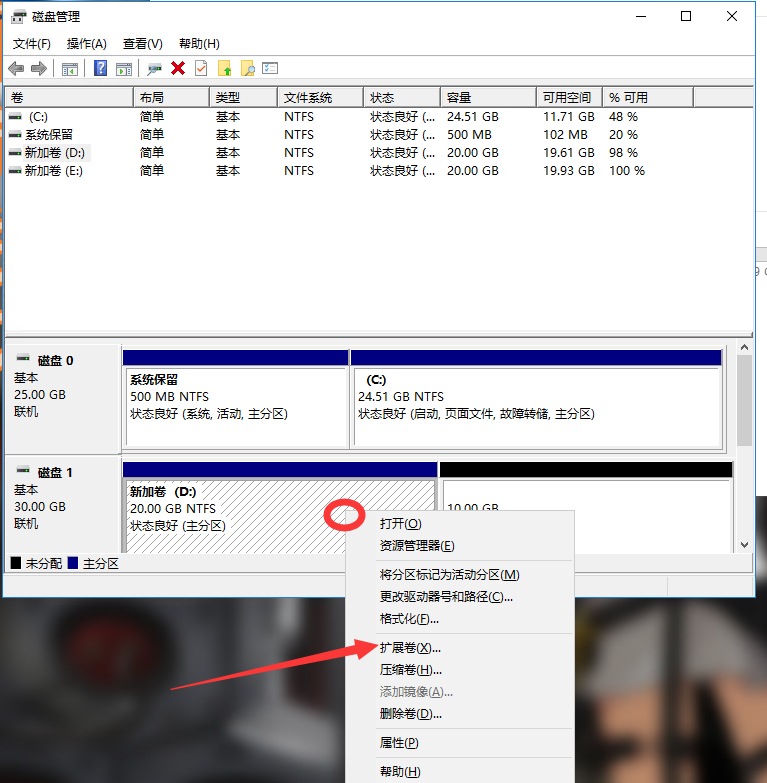 磁盘管理
文件(F) 操作(A) 查看(V) 帮助(H)
卷 布局 类型 文件系统 状态 容量 可用空间 % 可用
(C:) 简单 基本 NTFS 状态良好 (... 24.51 GB 11.71 GB 48 %
系统保留 简单 基本 NTFS 状态良好 (... 500 MB 102 MB 20 %
新加卷 (D:) 简单 基本 NTFS 状态良好 (... 20.00 GB 19.61 GB 98 %
新加卷 (E:) 简单 基本 NTFS 状态良好 (... 20.00 GB 19.93 GB 100 %
磁盘 0
基本
25.00 GB
联机
系统保留
500 MB NTFS
状态良好 (系统, 活动, 主分区)
(C:)
24.51 GB NTFS
状态良好 (启动, 页面文件, 故障转储, 主分区)
磁盘 1
基本
30.00 GB
联机
新加卷 (D:)
20.00 GB NTFS
状态良好 (主分区)
10.00 GB
未分配 主分区
打开(O)
资源管理器(E)
将分区标记为活动分区(M)
更改驱动器号和路径(C)...
格式化(F)...
扩展卷(X)...
压缩卷(H)...
添加镜像(A)...
删除卷(D)...
属性(P)
帮助(H)